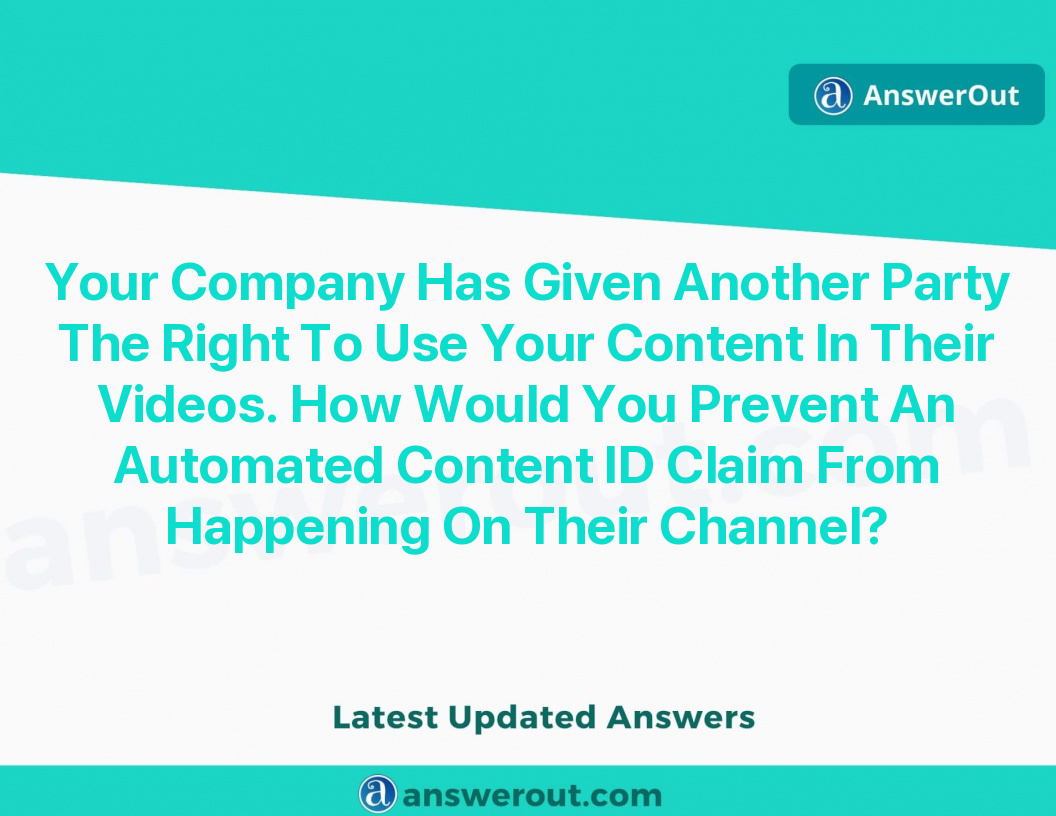 a AnswerOut
Your Company Has Given Another Party
The Right To Use Your Content In Their
Videos. How Would You Prevent An
Automated Content ID Claim From
Happening On Their Channel?
answerout.com
Latest Updated Answers
a answerout.com